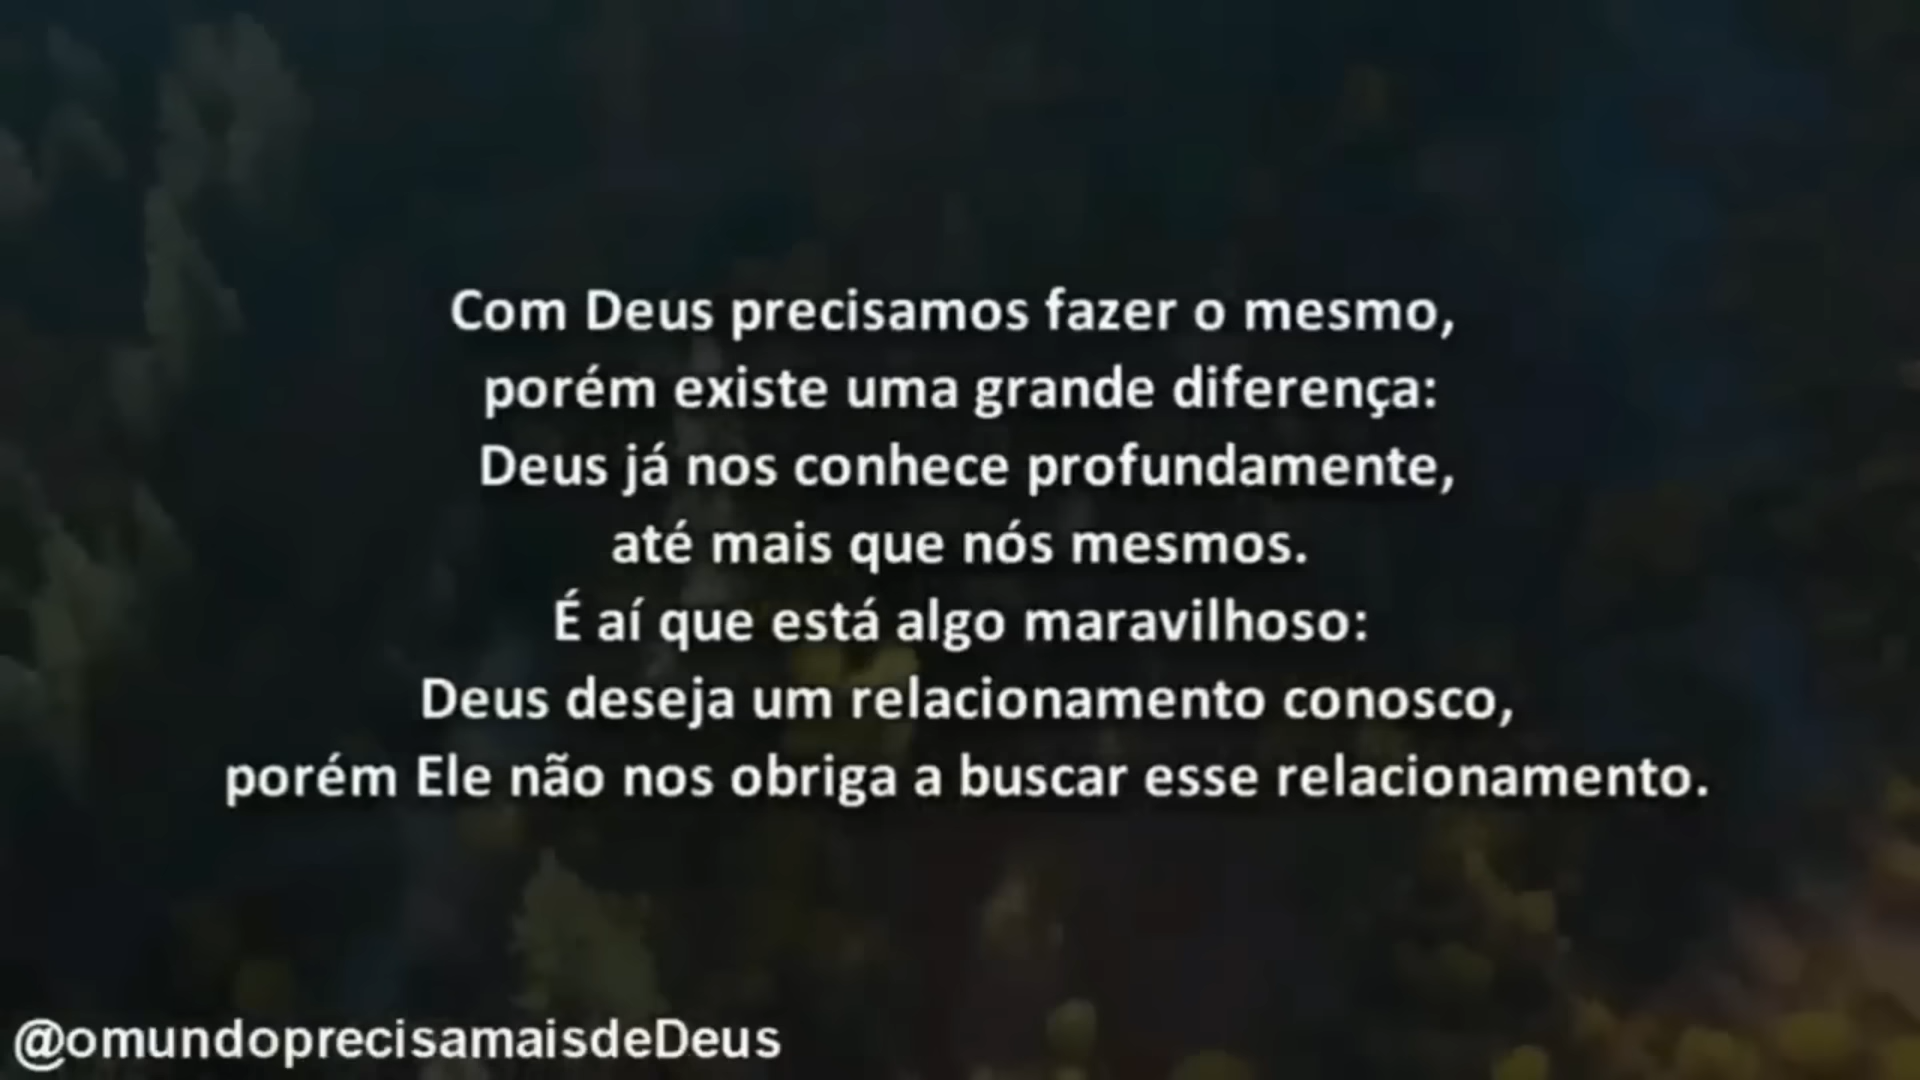 Com Deus precisamos fazer o mesmo,
porém existe uma grande diferença:
Deus já nos conhece profundamente,
até mais que nós mesmos.
É aí que está algo maravilhoso:
Deus deseja um relacionamento conosco,
porém Ele não nos obriga a buscar esse relacionamento.
@omundoprecisamaisdeDeus